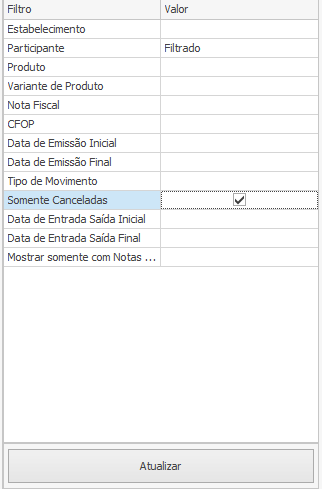 Filtro Valor
Estabelecimento
Participante Filtrado
Produto
Variante de Produto
Nota Fiscal
CFOP
Data de Emissão Inicial
Data de Emissão Final
Tipo de Movimento
Somente Canceladas
Data de Entrada Saída Inicial
Data de Entrada Saída Final
Mostrar somente com Notas ...
Atualizar